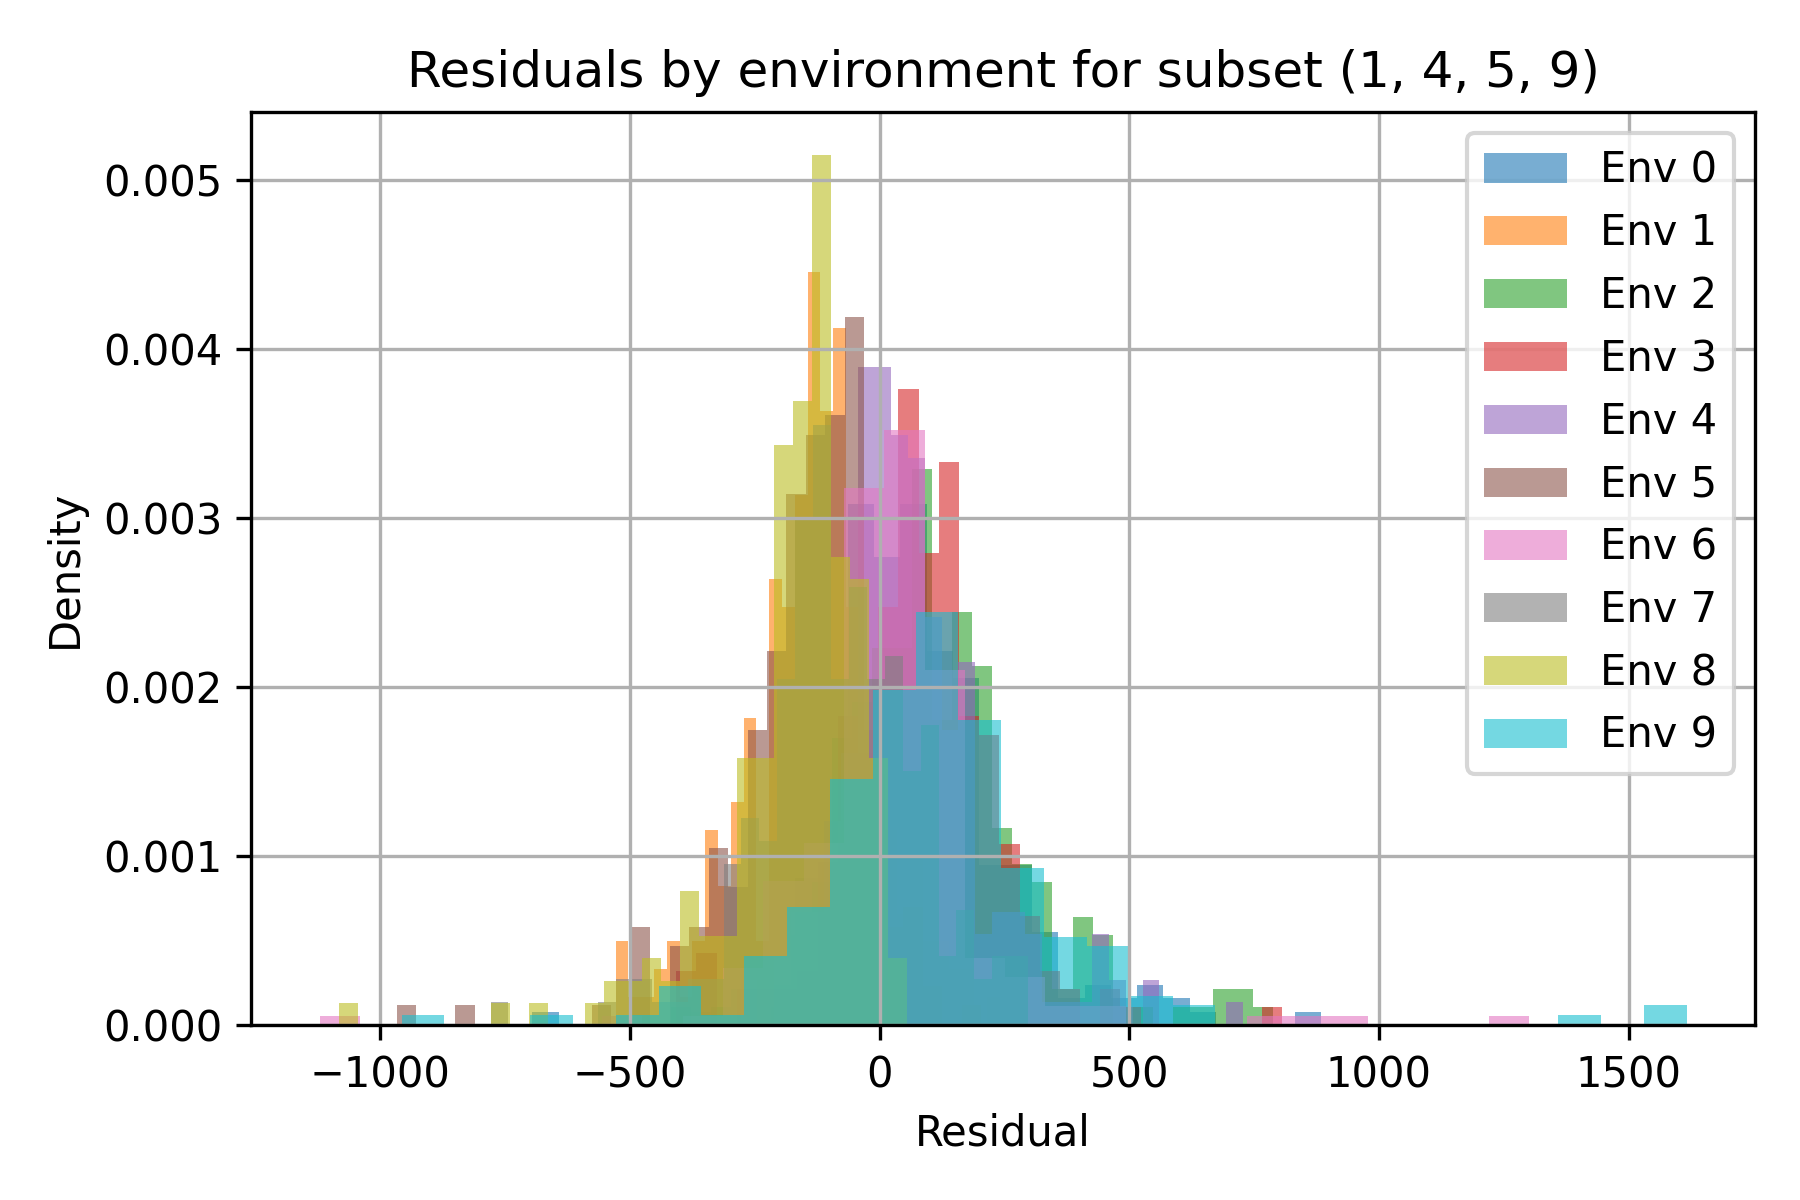 Residuals by environment for subset (1, 4, 5, 9)
Density
0.005
0.004
0.003
0.002
0.001
0.000
−1000
−500
0
500
1000
1500
Residual
Env 0
Env 1
Env 2
Env 3
Env 4
Env 5
Env 6
Env 7
Env 8
Env 9